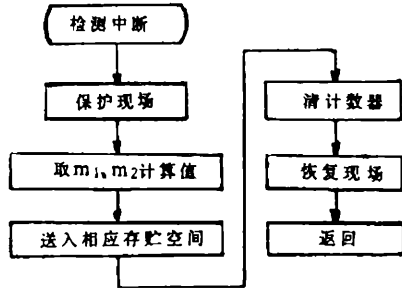 检测中断
保护现场
取m1、m2计算值
送入相应存贮空间
清计数器
恢复现场
返回